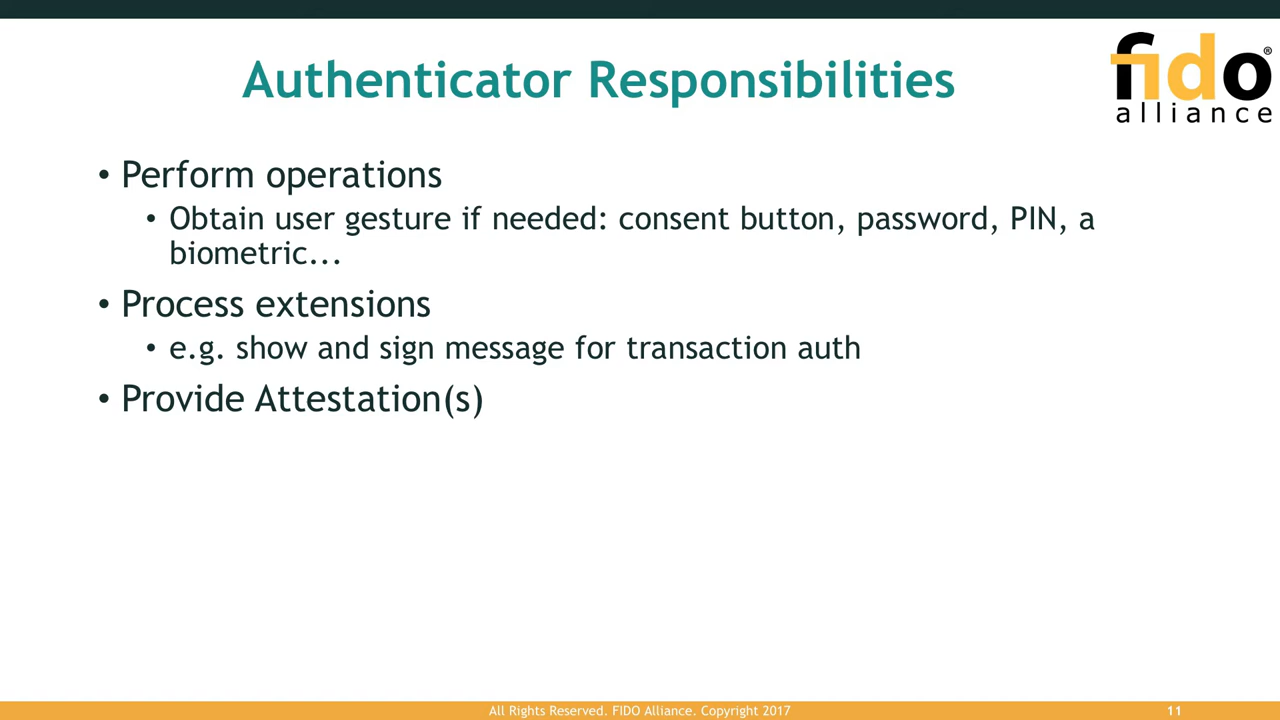 Authenticator Responsibilities
fido®
alliance
• Perform operations
• Obtain user gesture if needed: consent button, password, PIN, a
biometric...
• Process extensions
• e.g. show and sign message for transaction auth
• Provide Attestation(s)
All Rights Reserved. FIDO Alliance. Copyright 2017
11